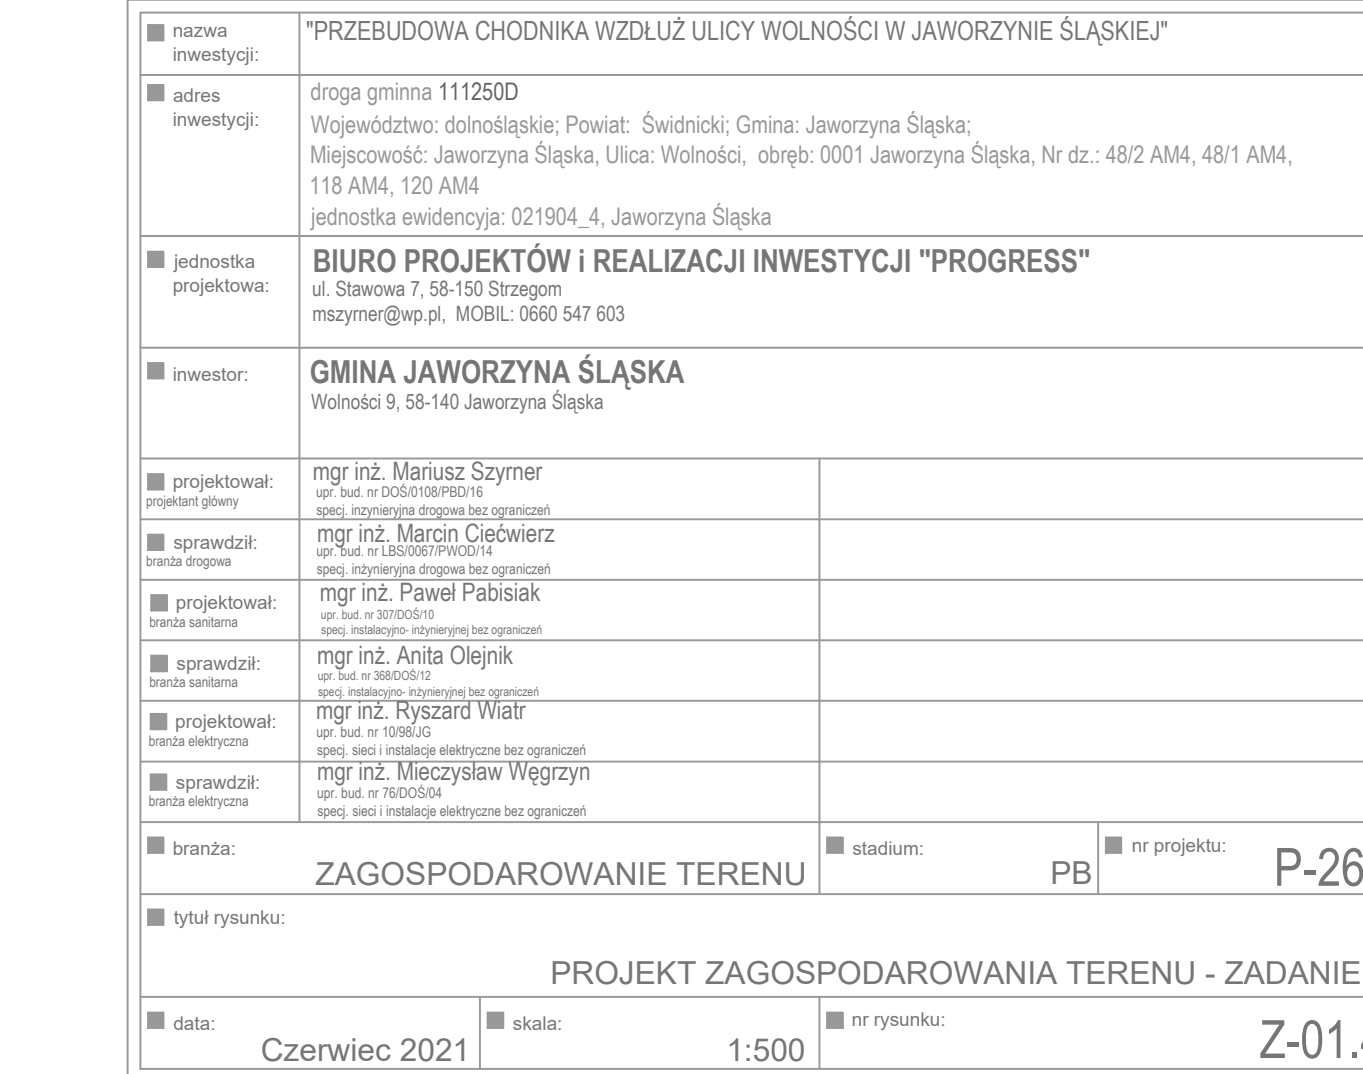 nazwa inwestycji:
"PRZEBUDOWA CHODNIKA WZDŁUŻ ULICY WOLNOŚCI W JAWORZYNIE ŚLĄSKIEJ"
adres inwestycji:
droga gminna 111250D
Województwo: dolnośląskie; Powiat: Świdnicki; Gmina: Jaworzyna Śląska;
Miejscowość: Jaworzyna Śląska, Ulica: Wolności, obręb: 0001 Jaworzyna Śląska, Nr dz.: 48/2 AM4, 48/1 AM4,
118 AM4, 120 AM4
jednostka ewidencyja: 021904_4, Jaworzyna Śląska
jednostka projektowa:
BIURO PROJEKTÓW i REALIZACJI INWESTYCJI "PROGRESS"
ul. Stawowa 7, 58-150 Strzegom
mszyrner@wp.pl, MOBIL: 0660 547 603
inwestor:
GMINA JAWORZYNA ŚLĄSKA
Wolności 9, 58-140 Jaworzyna Śląska
projektował:
projektant główny
mgr inż. Mariusz Szyrner
upr. bud. nr DOŚ/0108/PBD/16
specj. inzynieryjna drogowa bez ograniczeń
sprawdził:
branża drogowa
mgr inż. Marcin Ciećwierz
upr. bud. nr LBS/0067/PWOD/14
specj. inżynieryjna drogowa bez ograniczeń
projektował:
branża sanitarna
mgr inż. Paweł Pabisiak
upr. bud. nr 307/DOŚ/10
specj. instalacyjno- inżynieryjnej bez ograniczeń
sprawdził:
branża sanitarna
mgr inż. Anita Olejnik
upr. bud. nr 368/DOŚ/12
specj. instalacyjno- inżynieryjnej bez ograniczeń
projektował:
branża elektryczna
mgr inż. Ryszard Wiatr
upr. bud. nr 10/98/JG
specj. sieci i instalacje elektryczne bez ograniczeń
sprawdził:
branża elektryczna
mgr inż. Mieczysław Węgrzyn
upr. bud. nr 76/DOŚ/04
specj. sieci i instalacje elektryczne bez ograniczeń
branża:
ZAGOSPODAROWANIE TERENU
stadium:
PB
nr projektu:
P-26
tytuł rysunku:
PROJEKT ZAGOSPODAROWANIA TERENU - ZADANIE
data:
Czerwiec 2021
skala:
1:500
nr rysunku:
Z-01.